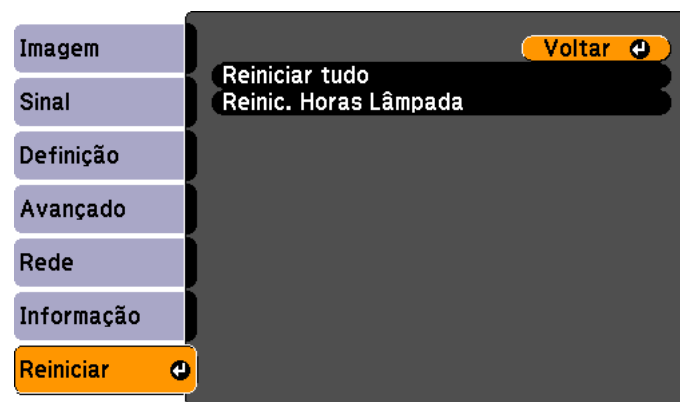 Imagem
Sinal
Definição
Avançado
Rede
Informação
Reiniciar
Voltar
Reiniciar tudo
Reinic. Horas Lâmpada